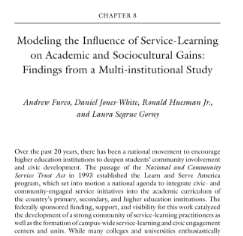 CHAPTER 8
Modeling the Influence of Service-Learning
on Academic and Sociocultural Gains:
Findings from a Multi-institutional Study
Andrew Furco, Daniel Jones-White, Ronald Huesman Jr.,
and Laura Segrue Gorny
Over the past 20 years, there has been a national movement to encourage
higher education institutions to deepen students' community involvement
and civic development. The passage of the National and Community
Service Trust Act in 1992 established the Learn and Serve America
program, which set into motion a national agenda to integrate civic- and
community-engaged service initiatives into the academic curriculum of
the country's primary, secondary, and higher education institutions. The
federally sponsored funding, support, and visibility for this work catalyzed
the development of a strong community of service-learning practitioners as
well as the formation of campus-wide service-learning and civic engagement
centers and units. While many colleges and universities enthusiastically